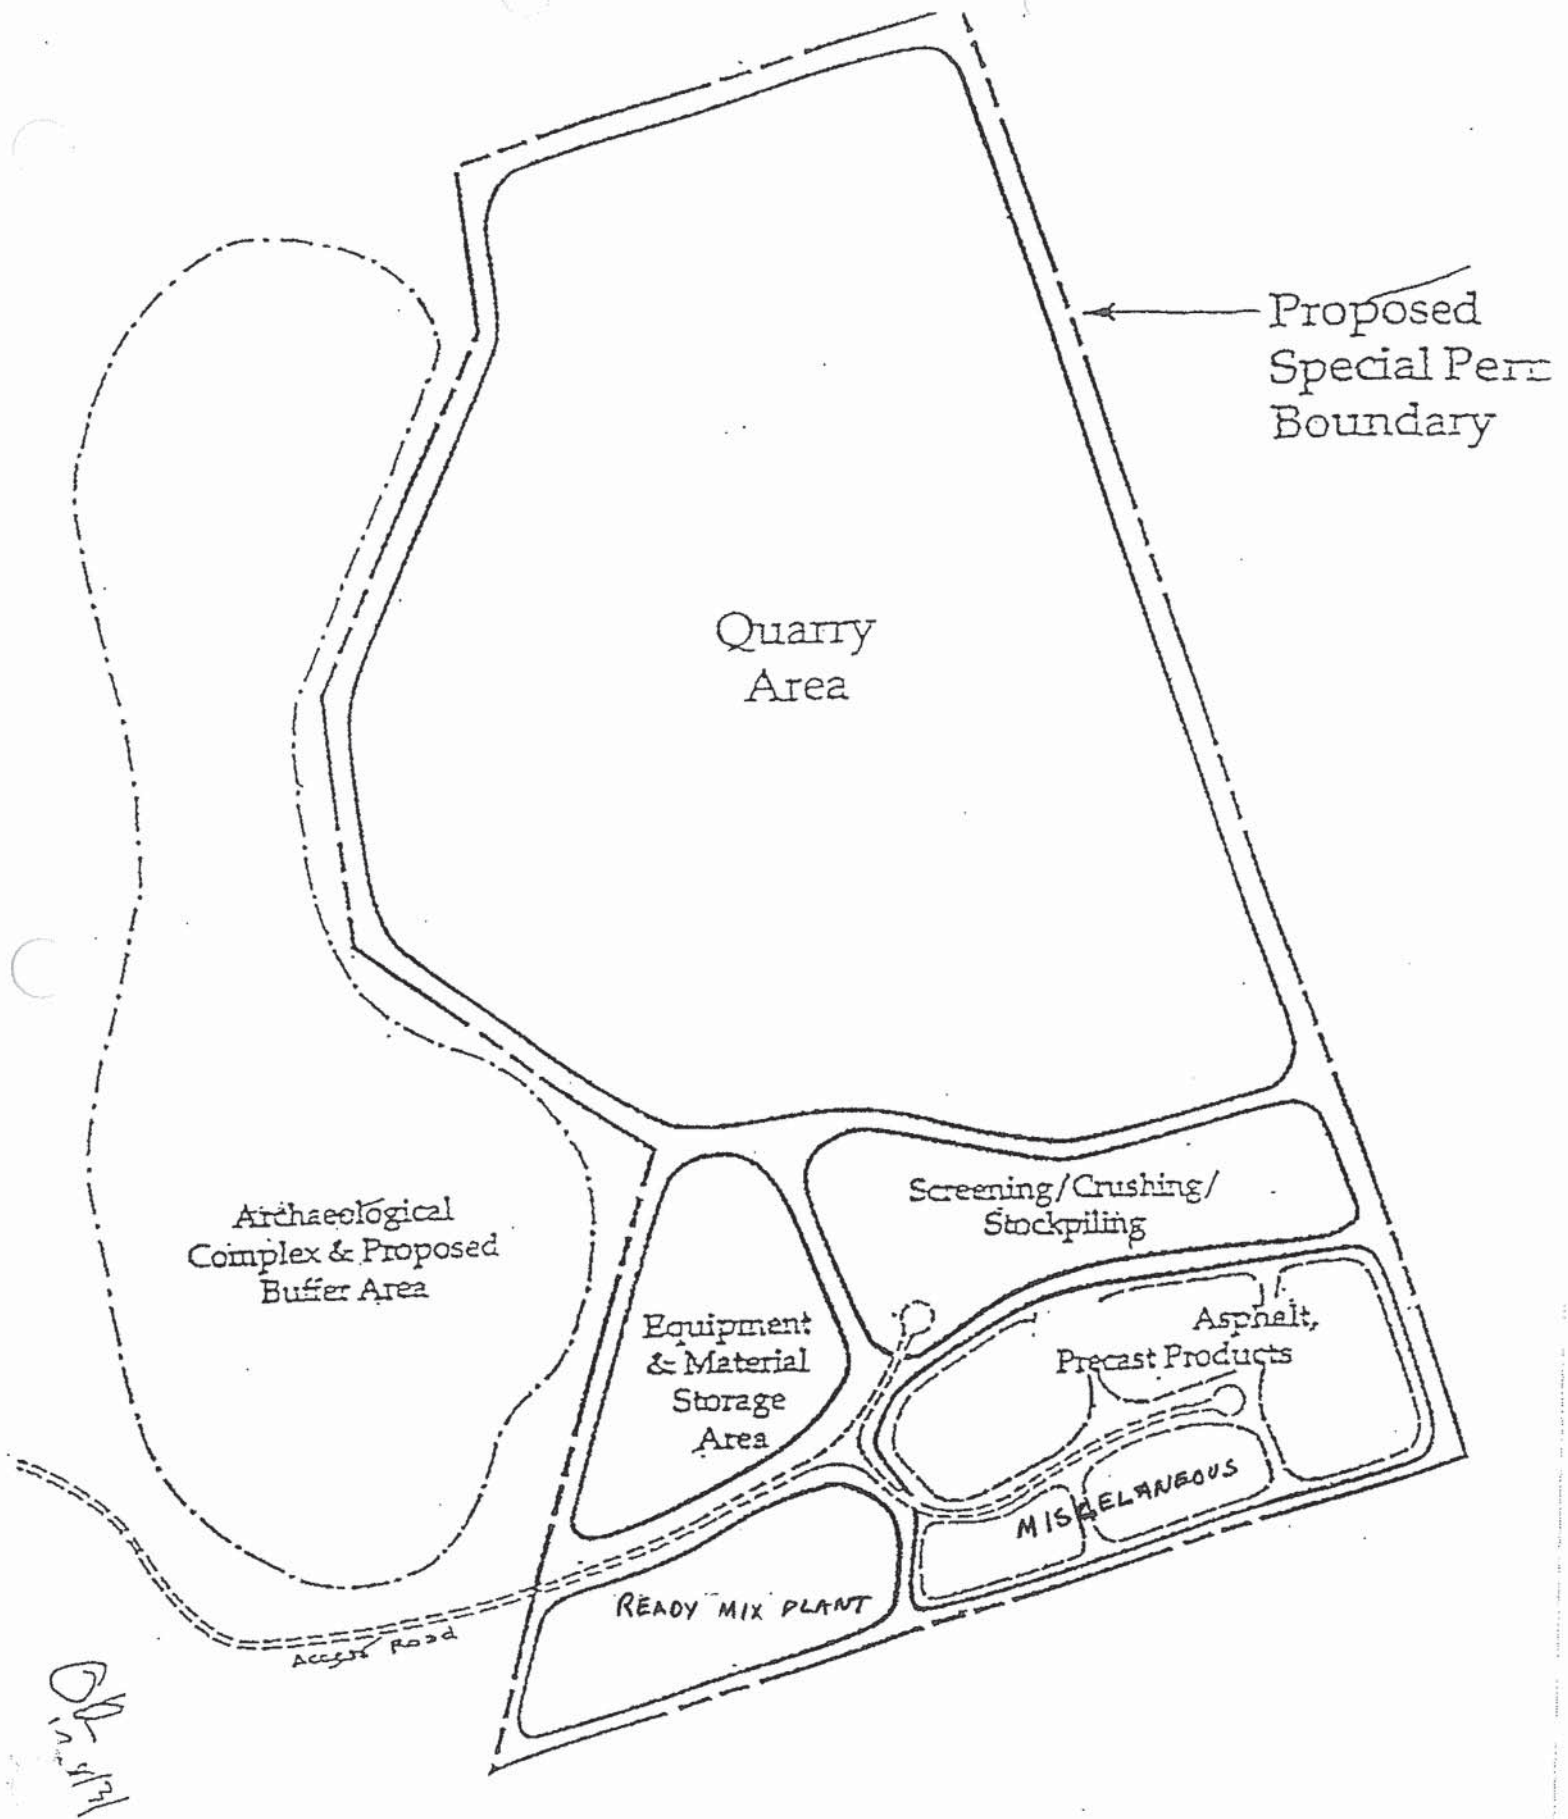 Proposed
Special Perm
Boundary
Quarry
Area
Screening/Crushing/
Stockpiling
Archaeological
Complex & Proposed
Buffer Area
Equipment
& Material
Storage
Area
Asphalt,
Precast Products
MISCELANEOUS
READY MIX PLANT
Access Road